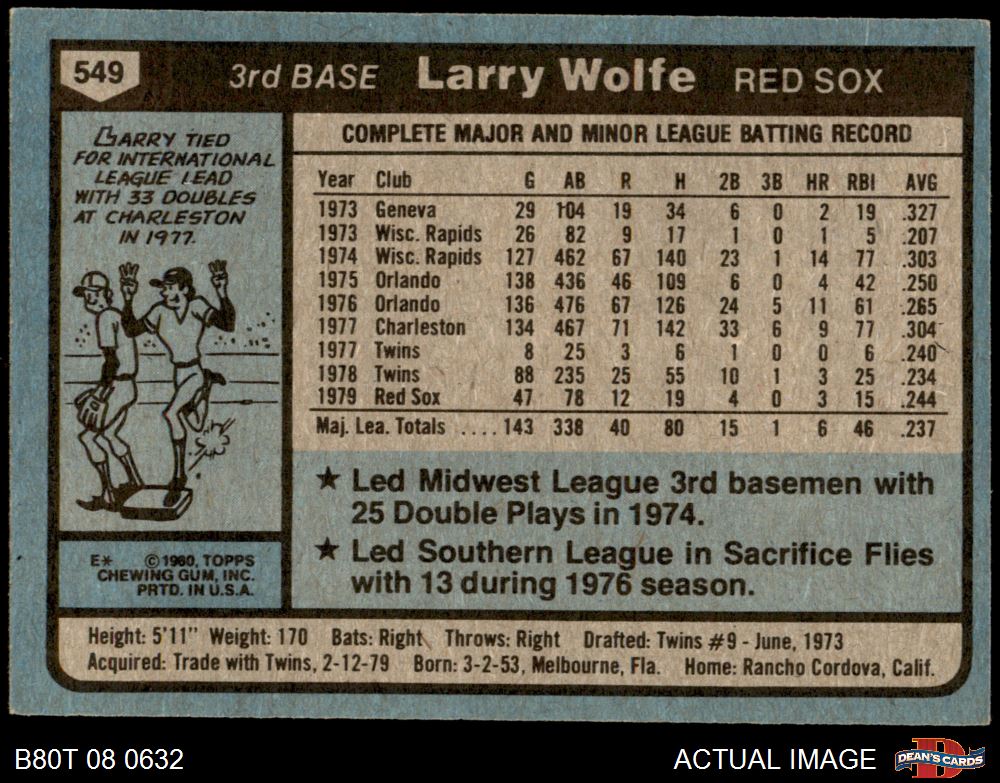 549
3rd BASE Larry Wolfe RED SOX
LARRY TIED
FOR INTERNATIONAL
LEAGUE LEAD
WITH 33 DOUBLES
AT CHARLESTON
IN 1977.
COMPLETE MAJOR AND MINOR LEAGUE BATTING RECORD
Year Club G AB R H 2B 3B HR RBI AVG
1973 Geneva 29 104 19 34 6 0 2 19 .327
1973 Wisc. Rapids 26 82 9 17 1 0 1 5 .207
1974 Wisc. Rapids 127 462 67 140 23 1 14 77 .303
1975 Orlando 138 436 46 109 6 0 4 42 .250
1976 Orlando 136 476 67 126 24 5 11 61 .265
1977 Charleston 134 467 71 142 33 6 9 77 .304
1977 Twins 8 25 3 6 1 0 0 6 .240
1978 Twins 88 235 25 55 10 1 3 25 .234
1979 Red Sox 47 78 12 19 4 0 3 15 .244
Maj. Lea. Totals .... 143 338 40 80 15 1 6 46 .237
★ Led Midwest League 3rd basemen with
25 Double Plays in 1974.
★ Led Southern League in Sacrifice Flies
with 13 during 1976 season.
E* © 1980, TOPPS
CHEWING GUM, INC.
PRTD. IN U.S.A.
Height: 5'11" Weight: 170 Bats: Right Throws: Right Drafted: Twins #9 - June, 1973
Acquired: Trade with Twins, 2-12-79 Born: 3-2-53, Melbourne, Fla. Home: Rancho Cordova, Calif.
B80T 08 0632 ACTUAL IMAGE
D
DEAN'S CARDS